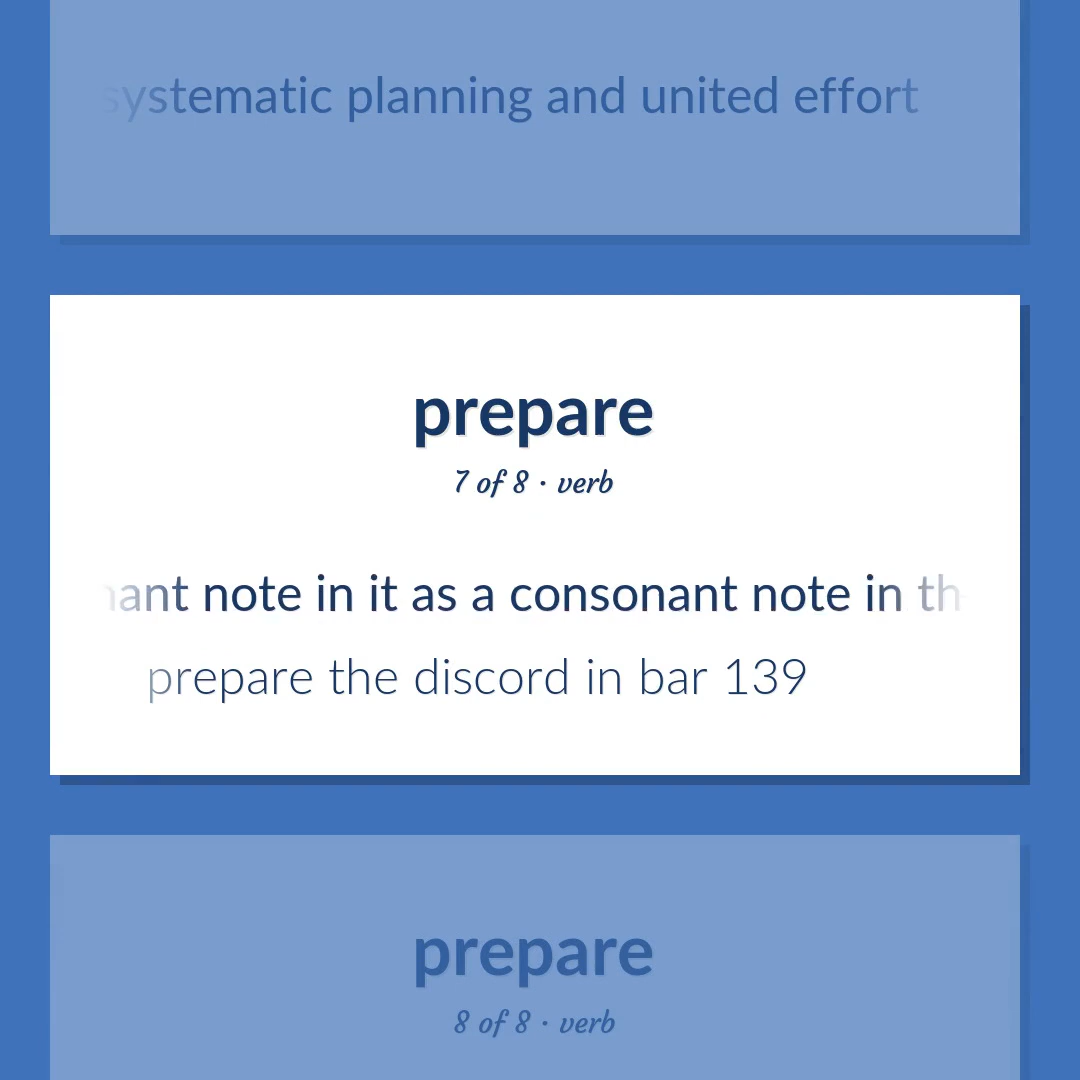 systematic planning and united effort
prepare
7 of 8 · verb
note in it as a consonant note in
prepare the discord in bar 139
prepare
8 of 8 · verb